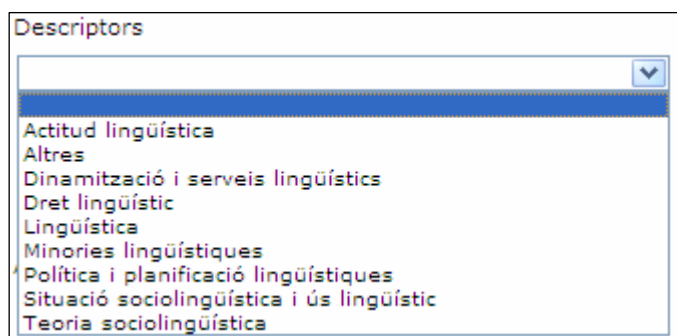 Descriptors
Actitud lingüística
Altres
Dinamització i serveis lingüístics
Dret lingüístic
Lingüística
Minories lingüístiques
Política i planificació lingüístiques
Situació sociolingüística i ús lingüístic
Teoria sociolingüística